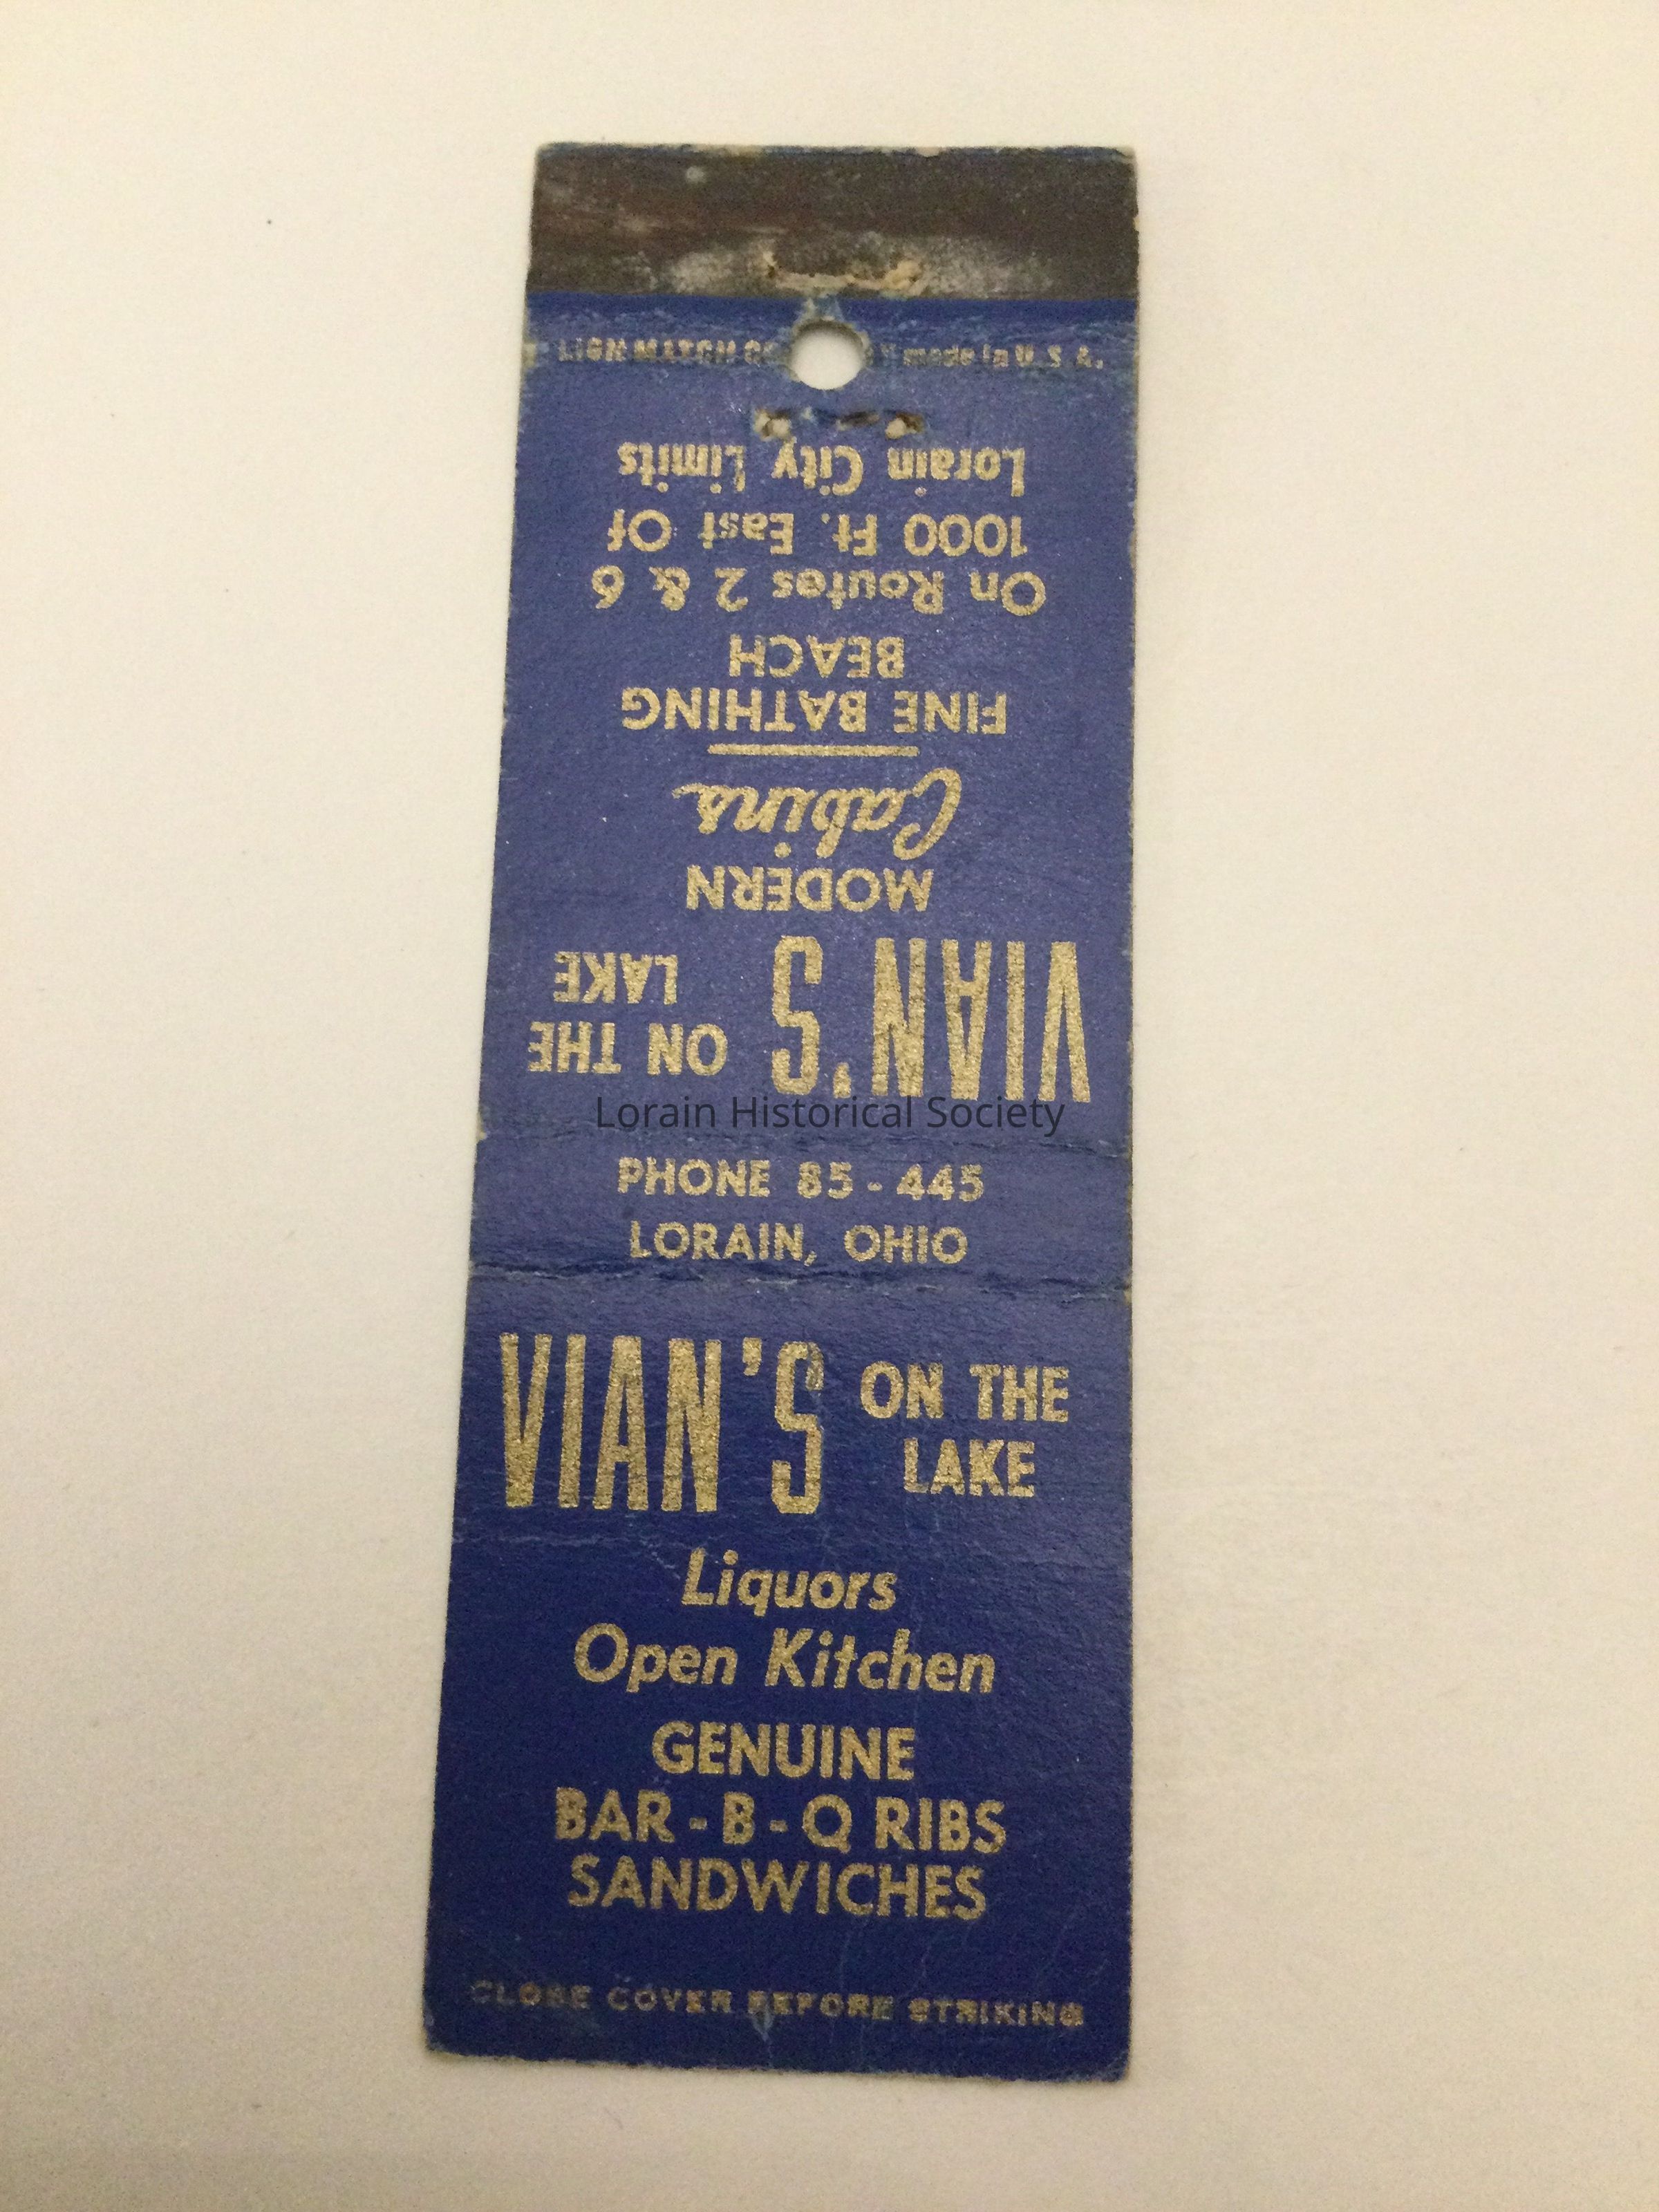 LION MATCH made in U. S. A.
VIAN'S ON THE
LAKE
MODERN
Cabins
FINE BATHING
BEACH
On Routes 2 & 6
1000 Ft. East Of
Lorain City Limits
Lorain Historical Society
PHONE 85-445
LORAIN, OHIO
VIAN'S ON THE
LAKE
Liquors
Open Kitchen
GENUINE
BAR-B-Q RIBS
SANDWICHES
CLOSE COVER BEFORE STRIKING